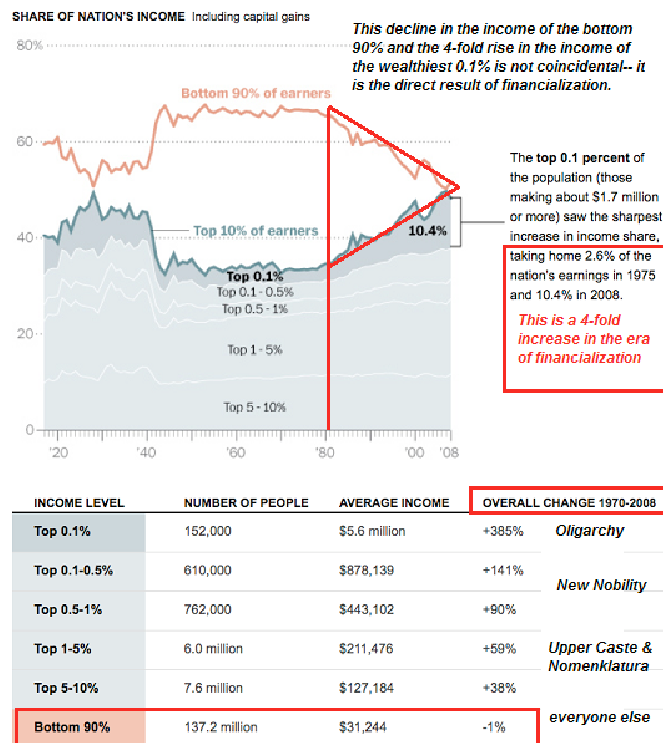 SHARE OF NATION'S INCOME Including capital gains
80%
This decline in the income of the bottom
90% and the 4-fold rise in the income of
the wealthiest 0.1% is not coincidental-- it
is the direct result of financialization.
Bottom 90% of earners
60
The top 0.1 percent of
the population (those
making about $1.7 million
or more) saw the sharpest
increase in income share,
taking home 2.6% of the
nation's earnings in 1975
and 10.4% in 2008.
This is a 4-fold
increase in the era
of financialization
Top 10% of earners
10.4%
40
Top 0.1%
Top 0.1 - 0.5%
Top 0.5 - 1%
20
Top 1 - 5%
Top 5 - 10%
0
'20 '40 '60 '80 '00 '08
INCOME LEVEL NUMBER OF PEOPLE AVERAGE INCOME OVERALL CHANGE 1970-2008
Top 0.1% 152,000 $5.6 million +385% Oligarchy
Top 0.1-0.5% 610,000 $878,139 +141%
New Nobility
Top 0.5-1% 762,000 $443,102 +90%
Top 1-5% 6.0 million $211,476 +59% Upper Caste &
Nomenklatura
Top 5-10% 7.6 million $127,184 +38%
everyone else
Bottom 90% 137.2 million $31,244 -1%